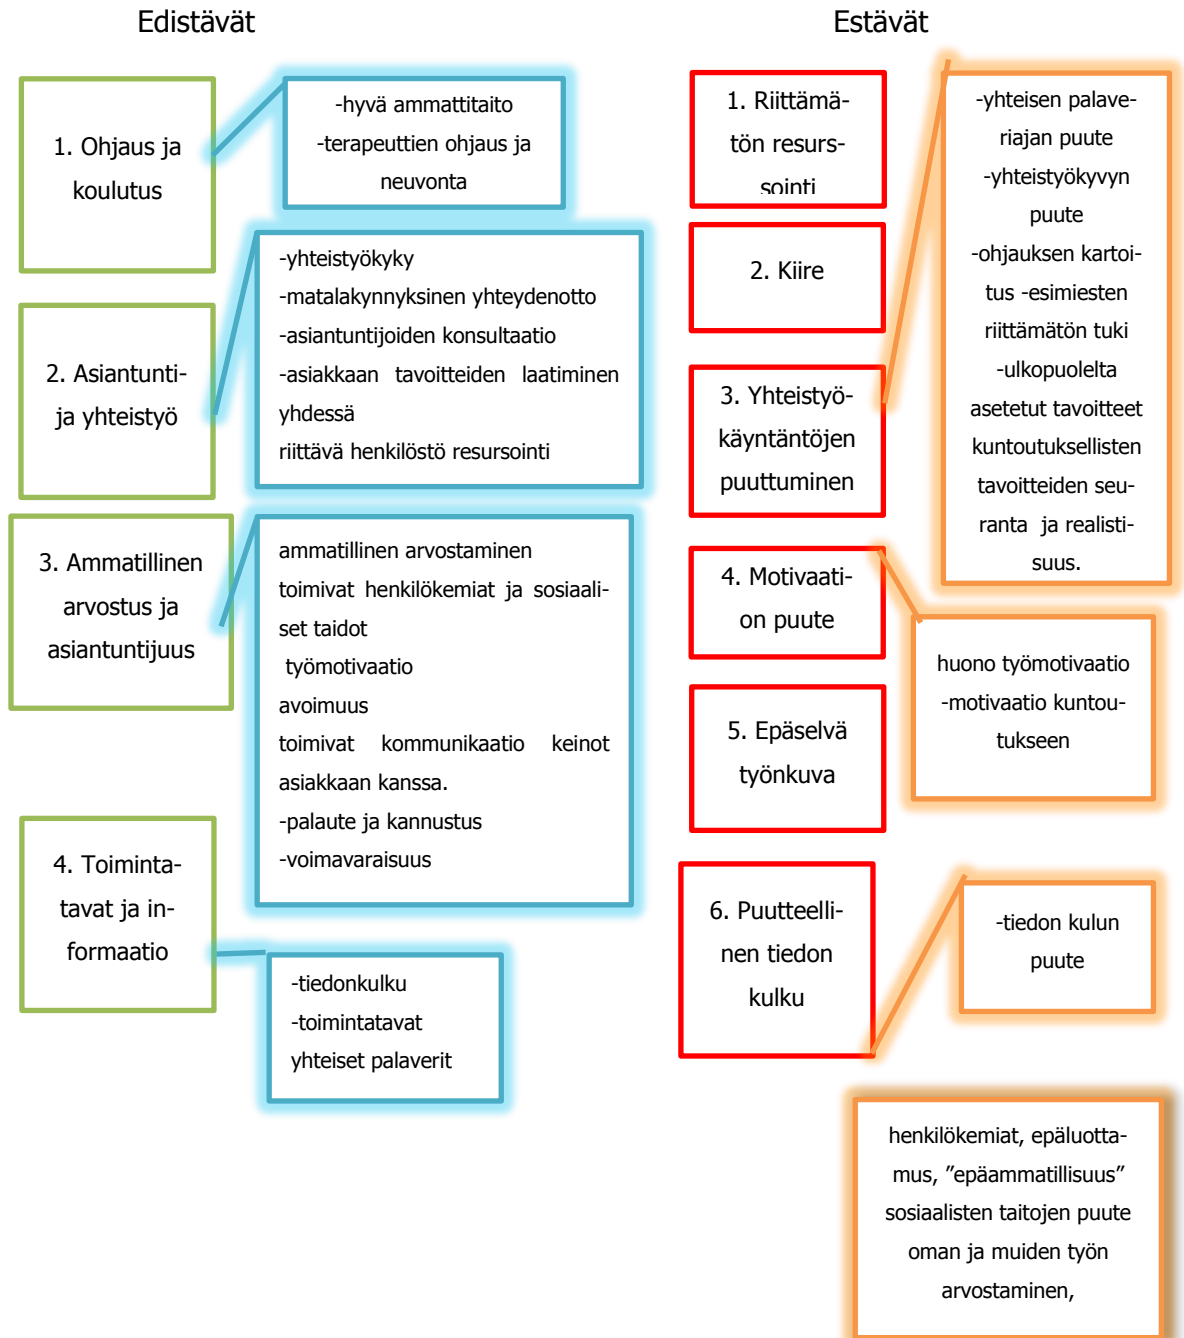 Edistävät
1. Ohjaus ja
koulutus
-hyvä ammattitaito
-terapeuttien ohjaus ja
neuvonta
2. Asiantunti-
ja yhteistyö
-yhteistyökyky
-matalakynnyksinen yhteydenotto
-asiantuntijoiden konsultaatio
-asiakkaan tavoitteiden laatiminen
yhdessä
riittävä henkilöstö resursointi
3. Ammatillinen
arvostus ja
asiantuntijuus
ammatillinen arvostaminen
toimivat henkilökemiat ja sosiaali-
set taidot
työmotivaatio
avoimuus
toimivat kommunikaatio keinot
asiakkaan kanssa.
-palaute ja kannustus
-voimavaraisuus
4. Toiminta-
tavat ja in-
formaatio
-tiedonkulku
-toimintatavat
yhteiset palaverit
Estävät
1. Riittämä-
tön resurs-
sointi
2. Kiire
3. Yhteistyö-
käyntäntöjen
puuttuminen
-yhteisen palave-
riajan puute
-yhteistyökyvyn
puute
-ohjauksen kartoi-
tus -esimiesten
riittämätön tuki
-ulkopuolelta
asetetut tavoitteet
kuntoutuksellisten
tavoitteiden seu-
ranta ja realisti-
suus.
4. Motivaati-
on puute
huono työmotivaatio
-motivaatio kuntou-
tukseen
5. Epäselvä
työnkuva
6. Puutteelli-
nen tiedon
kulku
-tiedon kulun
puute
henkilökemiat, epäluotta-
mus, ”epäammatillisuus”
sosiaalisten taitojen puute
oman ja muiden työn
arvostaminen,